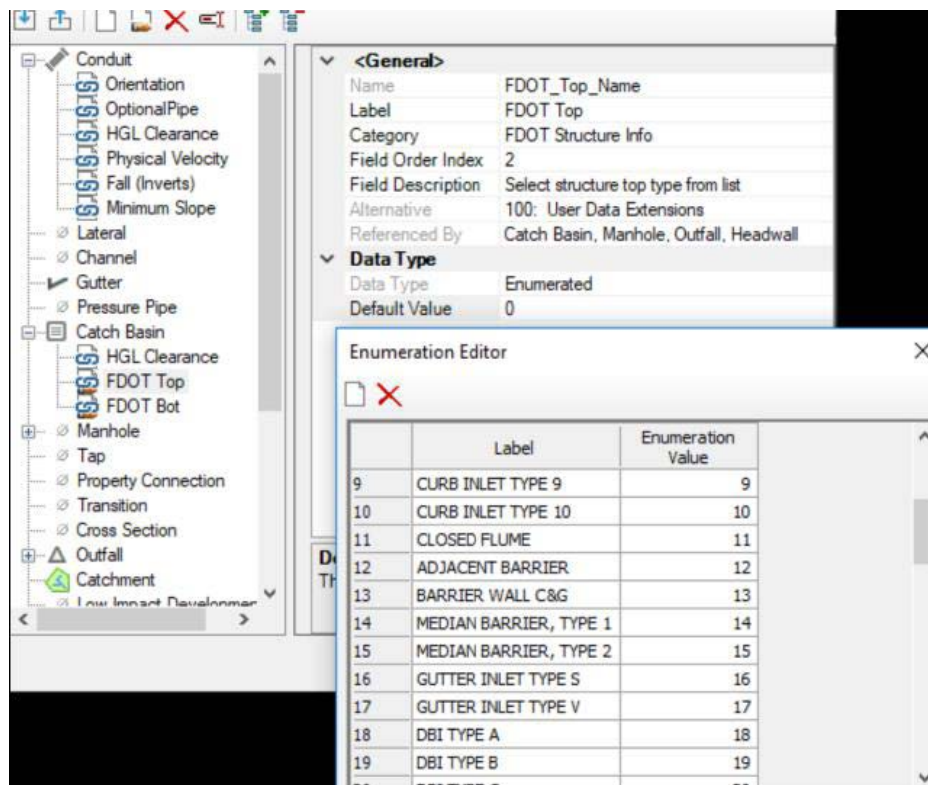 Conduit
Orientation
OptionalPipe
HGL Clearance
Physical Velocity
Fall (Inverts)
Minimum Slope
Lateral
Channel
Gutter
Pressure Pipe
Catch Basin
HGL Clearance
FDOT Top
FDOT Bot
Manhole
Tap
Property Connection
Transition
Cross Section
Outfall
Catchment
Low Impact Developmen
<General>
Name FDOT_Top_Name
Label FDOT Top
Category FDOT Structure Info
Field Order Index 2
Field Description Select structure top type from list
Alternative 100: User Data Extensions
Referenced By Catch Basin, Manhole, Outfall, Headwall
Data Type
Data Type Enumerated
Default Value 0
De
Th
Enumeration Editor
Label Enumeration Value
9 CURB INLET TYPE 9 9
10 CURB INLET TYPE 10 10
11 CLOSED FLUME 11
12 ADJACENT BARRIER 12
13 BARRIER WALL C&G 13
14 MEDIAN BARRIER, TYPE 1 14
15 MEDIAN BARRIER, TYPE 2 15
16 GUTTER INLET TYPE S 16
17 GUTTER INLET TYPE V 17
18 DBI TYPE A 18
19 DBI TYPE B 19